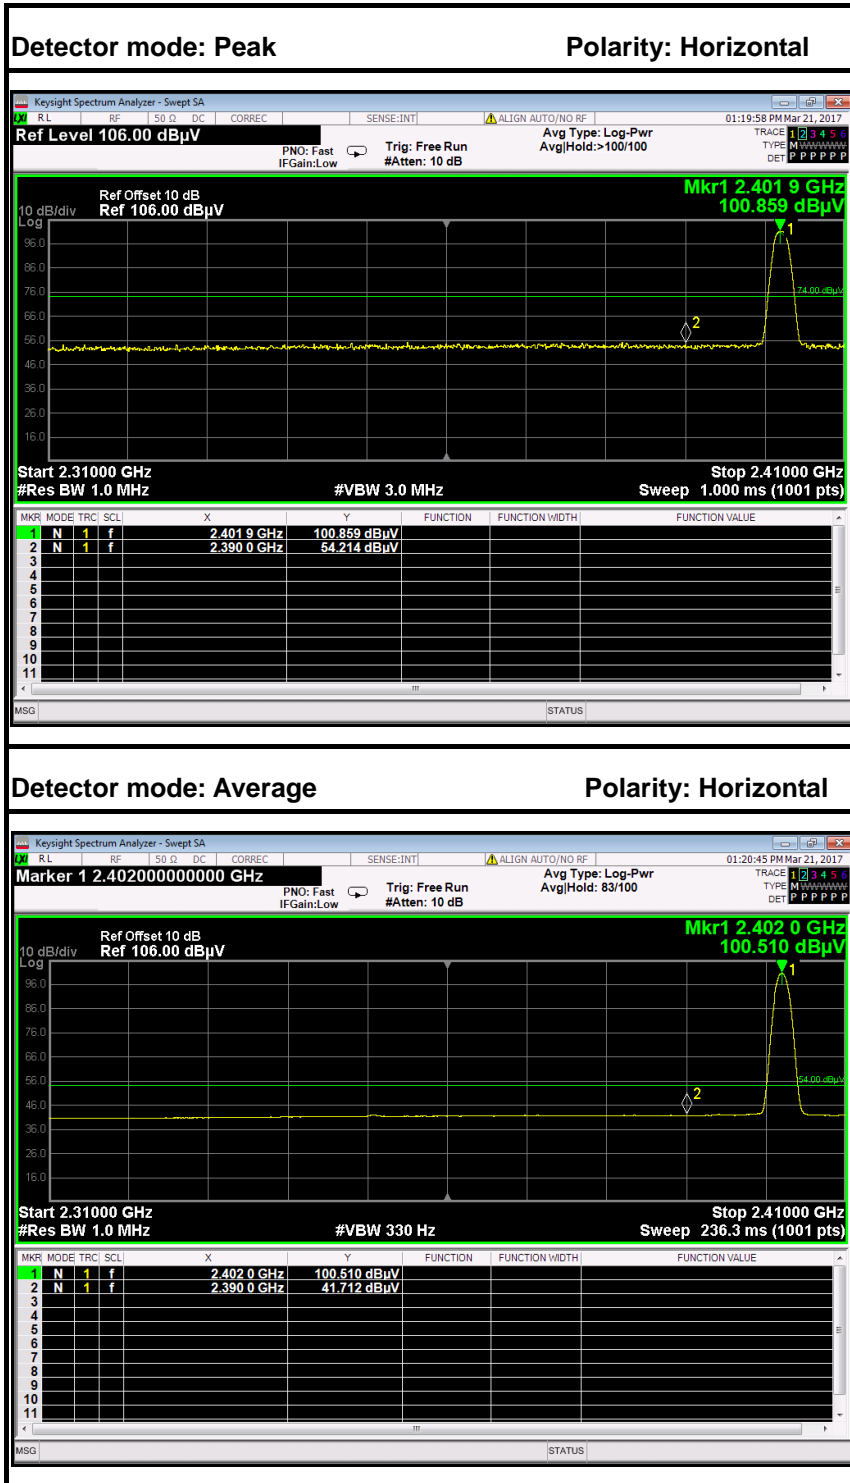 Detector mode: Peak Polarity: Horizontal
Keysight Spectrum Analyzer - Swept SA
LXI RL RF 50 Ω DC CORREC SENSE:INT ALIGN AUTO/NO RF 01:19:58 PM Mar 21, 2017
Ref Level 106.00 dBµV Avg Type: Log-Pwr TRACE 1 2 3 4 5 6
PNO: Fast Trig: Free Run Avg|Hold:>100/100 TYPE M WWWWW
IFGain:Low #Atten: 10 dB DET P P P P P P
Mkr1 2.401 9 GHz
Ref Offset 10 dB
10 dB/div Ref 106.00 dBµV 100.859 dBµV
Log
1
96.0
86.0
76.0
74.00 dBµV
66.0
2
56.0
46.0
36.0
26.0
16.0
Start 2.31000 GHz Stop 2.41000 GHz
#Res BW 1.0 MHz #VBW 3.0 MHz Sweep 1.000 ms (1001 pts)
MKR MODE TRC SCL X Y FUNCTION FUNCTION WIDTH FUNCTION VALUE
1 N 1 f 2.401 9 GHz 100.859 dBµV
2 N 1 f 2.390 0 GHz 54.214 dBµV
3
4
5
6
7
8
9
10
11
MSG STATUS
Detector mode: Average Polarity: Horizontal
Keysight Spectrum Analyzer - Swept SA
LXI RL RF 50 Ω DC CORREC SENSE:INT ALIGN AUTO/NO RF 01:20:45 PM Mar 21, 2017
Marker 1 2.402000000000 GHz Avg Type: Log-Pwr TRACE 1 2 3 4 5 6
PNO: Fast Trig: Free Run Avg|Hold: 83/100 TYPE M WWWWW
IFGain:Low #Atten: 10 dB DET P P P P P P
Mkr1 2.402 0 GHz
Ref Offset 10 dB
10 dB/div Ref 106.00 dBµV 100.510 dBµV
Log
1
96.0
86.0
76.0
66.0
56.0
54.00 dBµV
2
46.0
36.0
26.0
16.0
Start 2.31000 GHz Stop 2.41000 GHz
#Res BW 1.0 MHz #VBW 330 Hz Sweep 236.3 ms (1001 pts)
MKR MODE TRC SCL X Y FUNCTION FUNCTION WIDTH FUNCTION VALUE
1 N 1 f 2.402 0 GHz 100.510 dBµV
2 N 1 f 2.390 0 GHz 41.712 dBµV
3
4
5
6
7
8
9
10
11
MSG STATUS